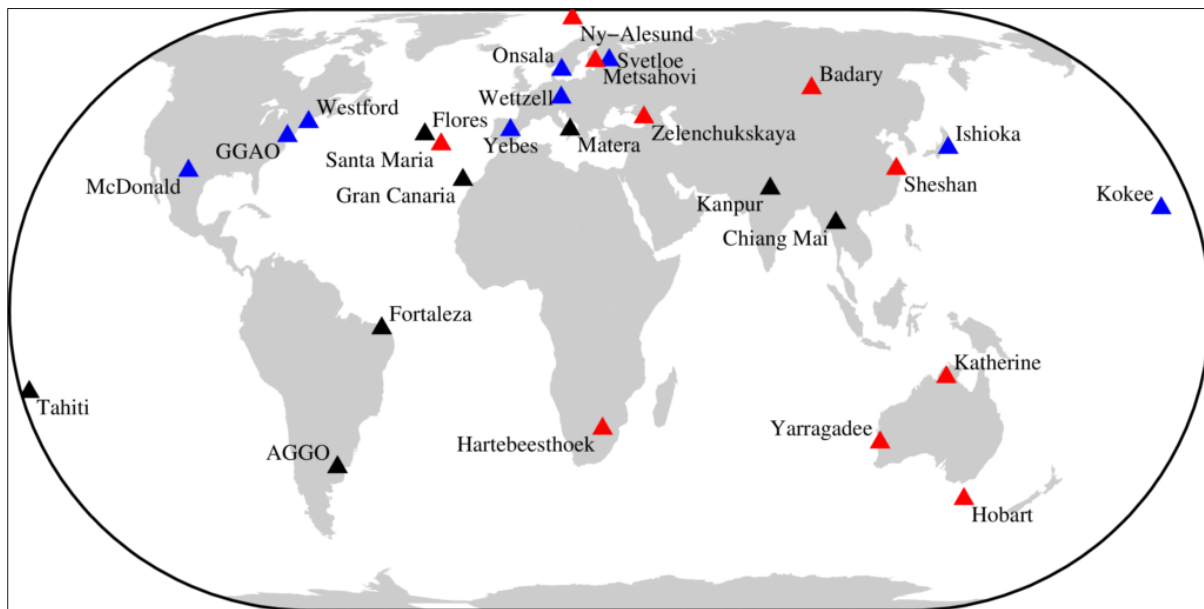 Ny-Alesund
Onsala
Svetloe
Metsahovi
Badary
Wettzell
Westford
Flores
Zelenchukskaya
GGAO
Santa Maria
Yebes
Matera
Ishioka
McDonald
Gran Canaria
Sheshan
Kanpur
Kokee
Chiang Mai
Fortaleza
Katherine
Tahiti
Yarragadee
Hartebeesthoek
AGGO
Hobart